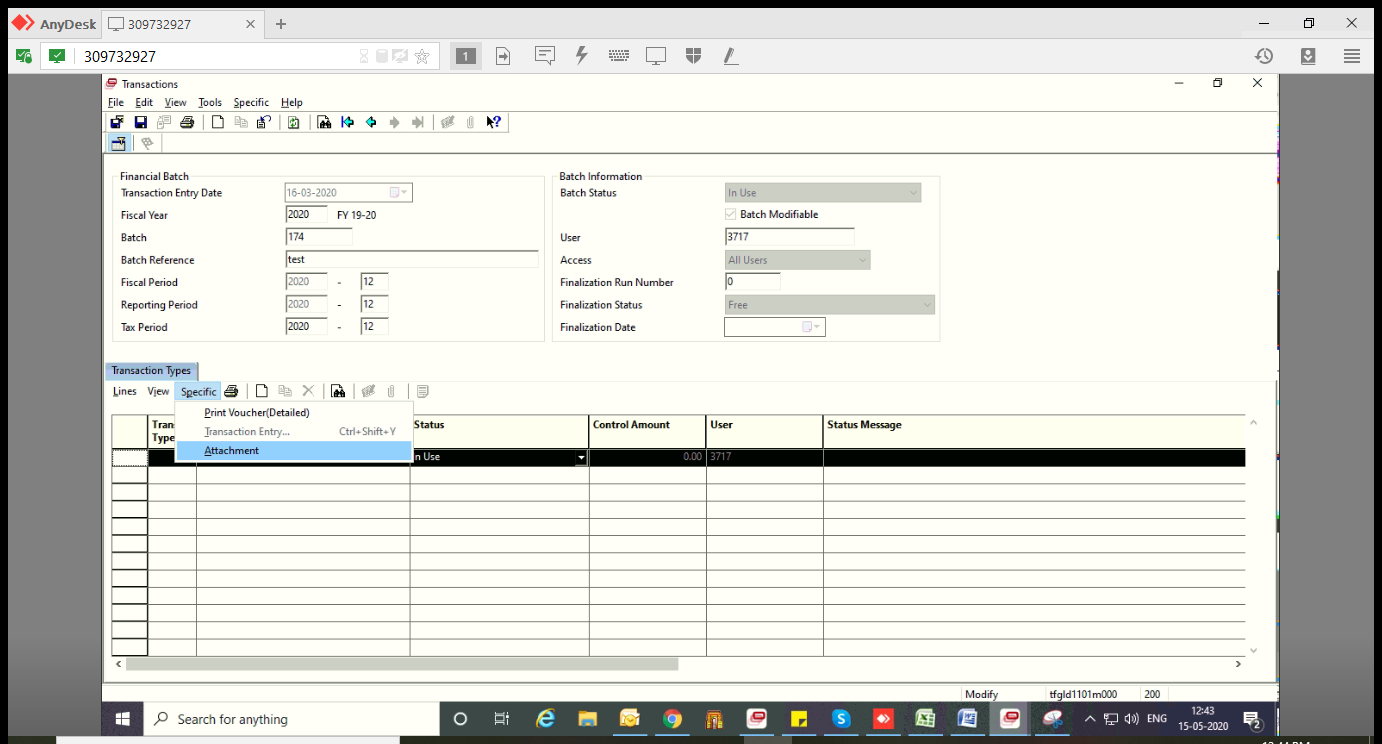 AnyDesk 309732927
309732927 1
Transactions
File Edit View Tools Specific Help
Financial Batch
Transaction Entry Date 16-03-2020
Fiscal Year 2020 FY 19-20
Batch 174
Batch Reference test
Fiscal Period 2020 - 12
Reporting Period 2020 - 12
Tax Period 2020 - 12
Batch Information
Batch Status In Use
Batch Modifiable
User 3717
Access All Users
Finalization Run Number 0
Finalization Status Free
Finalization Date
Transaction Types
Lines View Specific
Print Voucher(Detailed)
Transaction Entry... Ctrl+Shift+Y
Attachment
Tran Status Control Amount User Status Message
Type
n Use 0.00 3717
Modify tfgld1101m000 200
Search for anything
ENG 12:43
15-05-2020 2